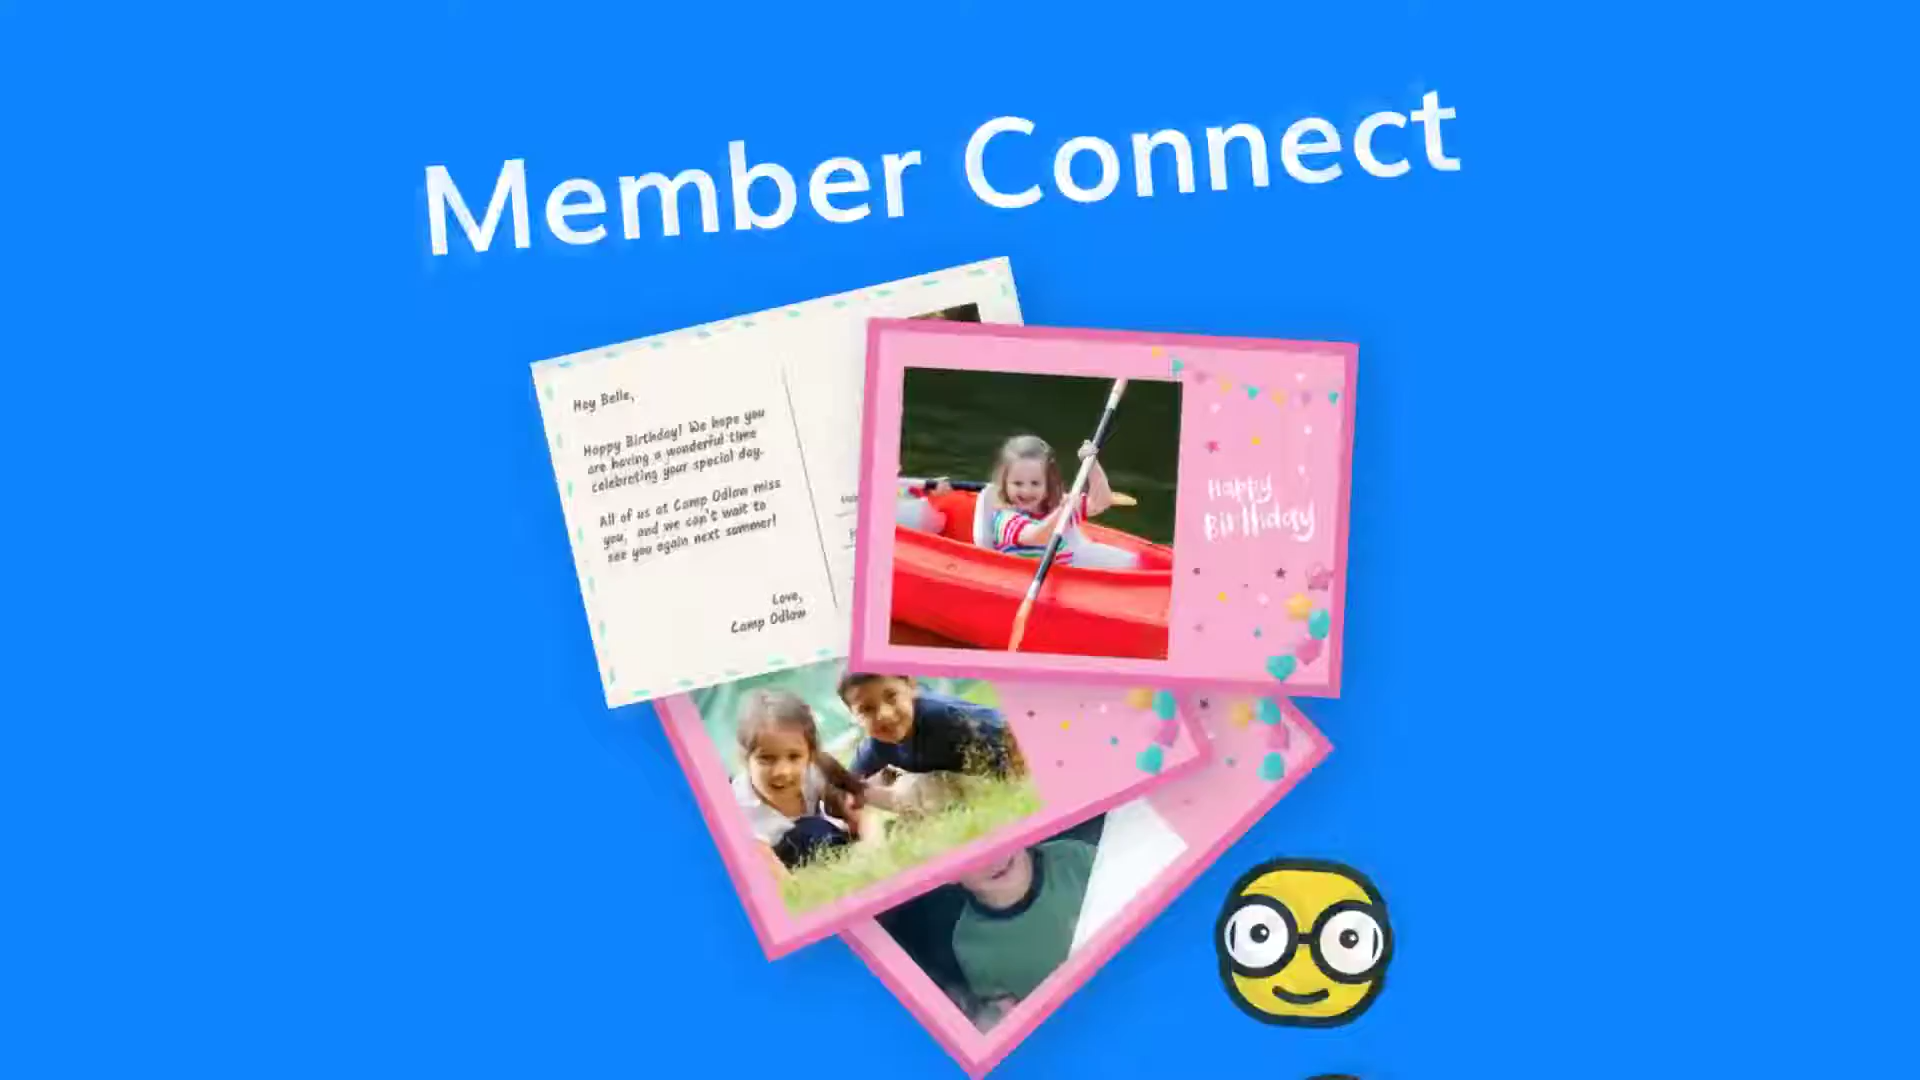 Member Connect
Hey Belle,
Happy Birthday! We hope you
are having a wonderful time
celebrating your special day.
All of us at Camp Odlaw miss
you, and we can't wait to
see you again next summer!
Love,
Camp Odlaw
Happy
Birthday